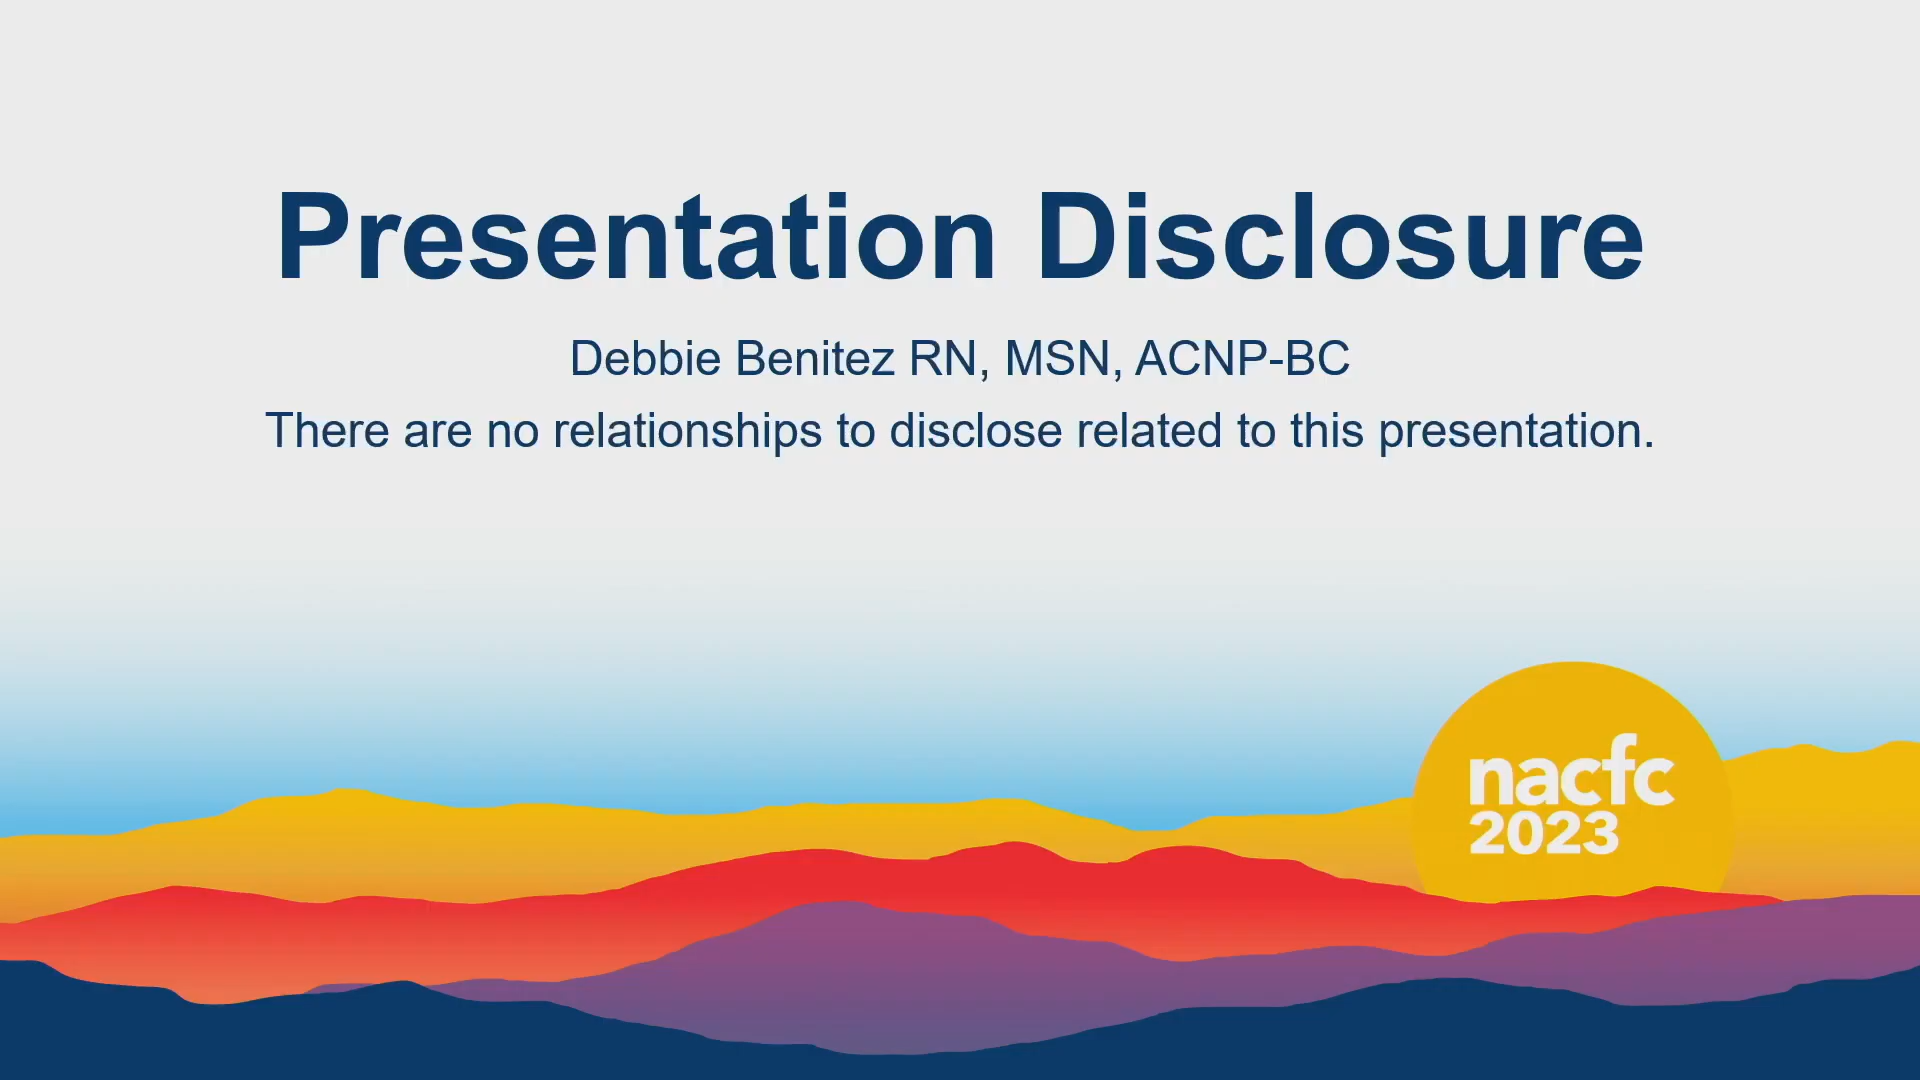 Presentation Disclosure
Debbie Benitez RN, MSN, ACNP-BC
There are no relationships to disclose related to this presentation.
nacfc
2023